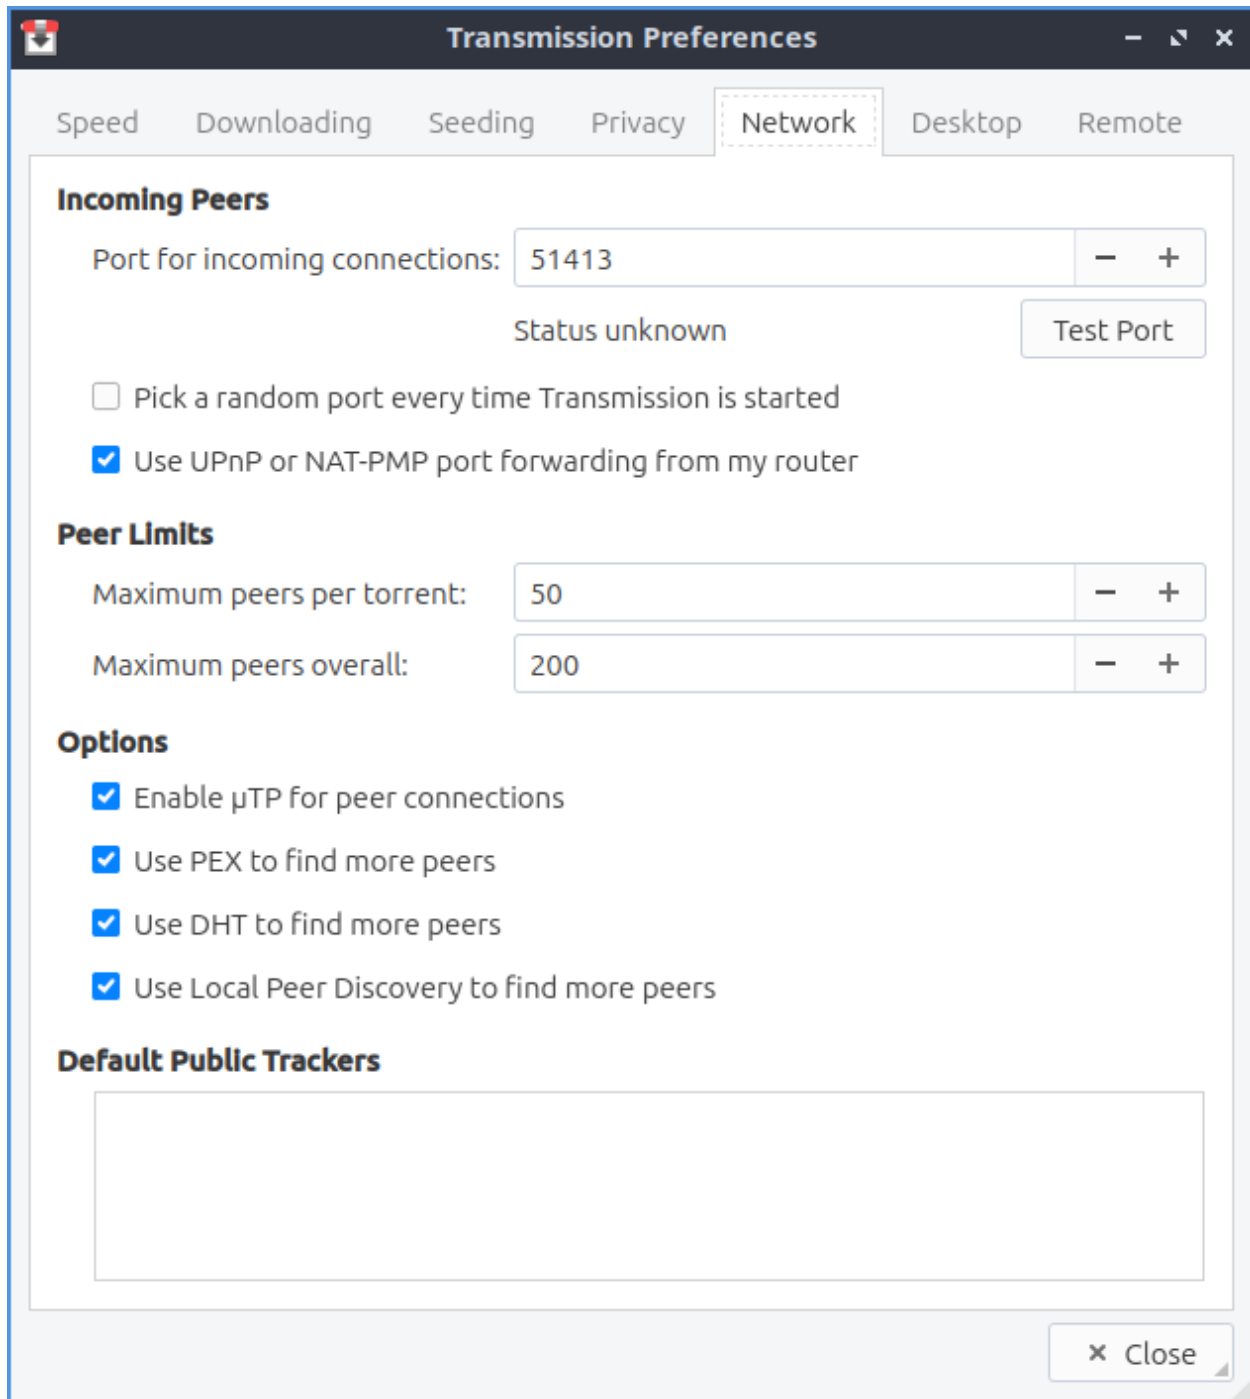 Transmission Preferences
Speed Downloading Seeding Privacy Network Desktop Remote
Incoming Peers
Port for incoming connections: 51413
Status unknown Test Port
Pick a random port every time Transmission is started
Use UPnP or NAT-PMP port forwarding from my router
Peer Limits
Maximum peers per torrent: 50
Maximum peers overall: 200
Options
Enable µTP for peer connections
Use PEX to find more peers
Use DHT to find more peers
Use Local Peer Discovery to find more peers
Default Public Trackers
Close